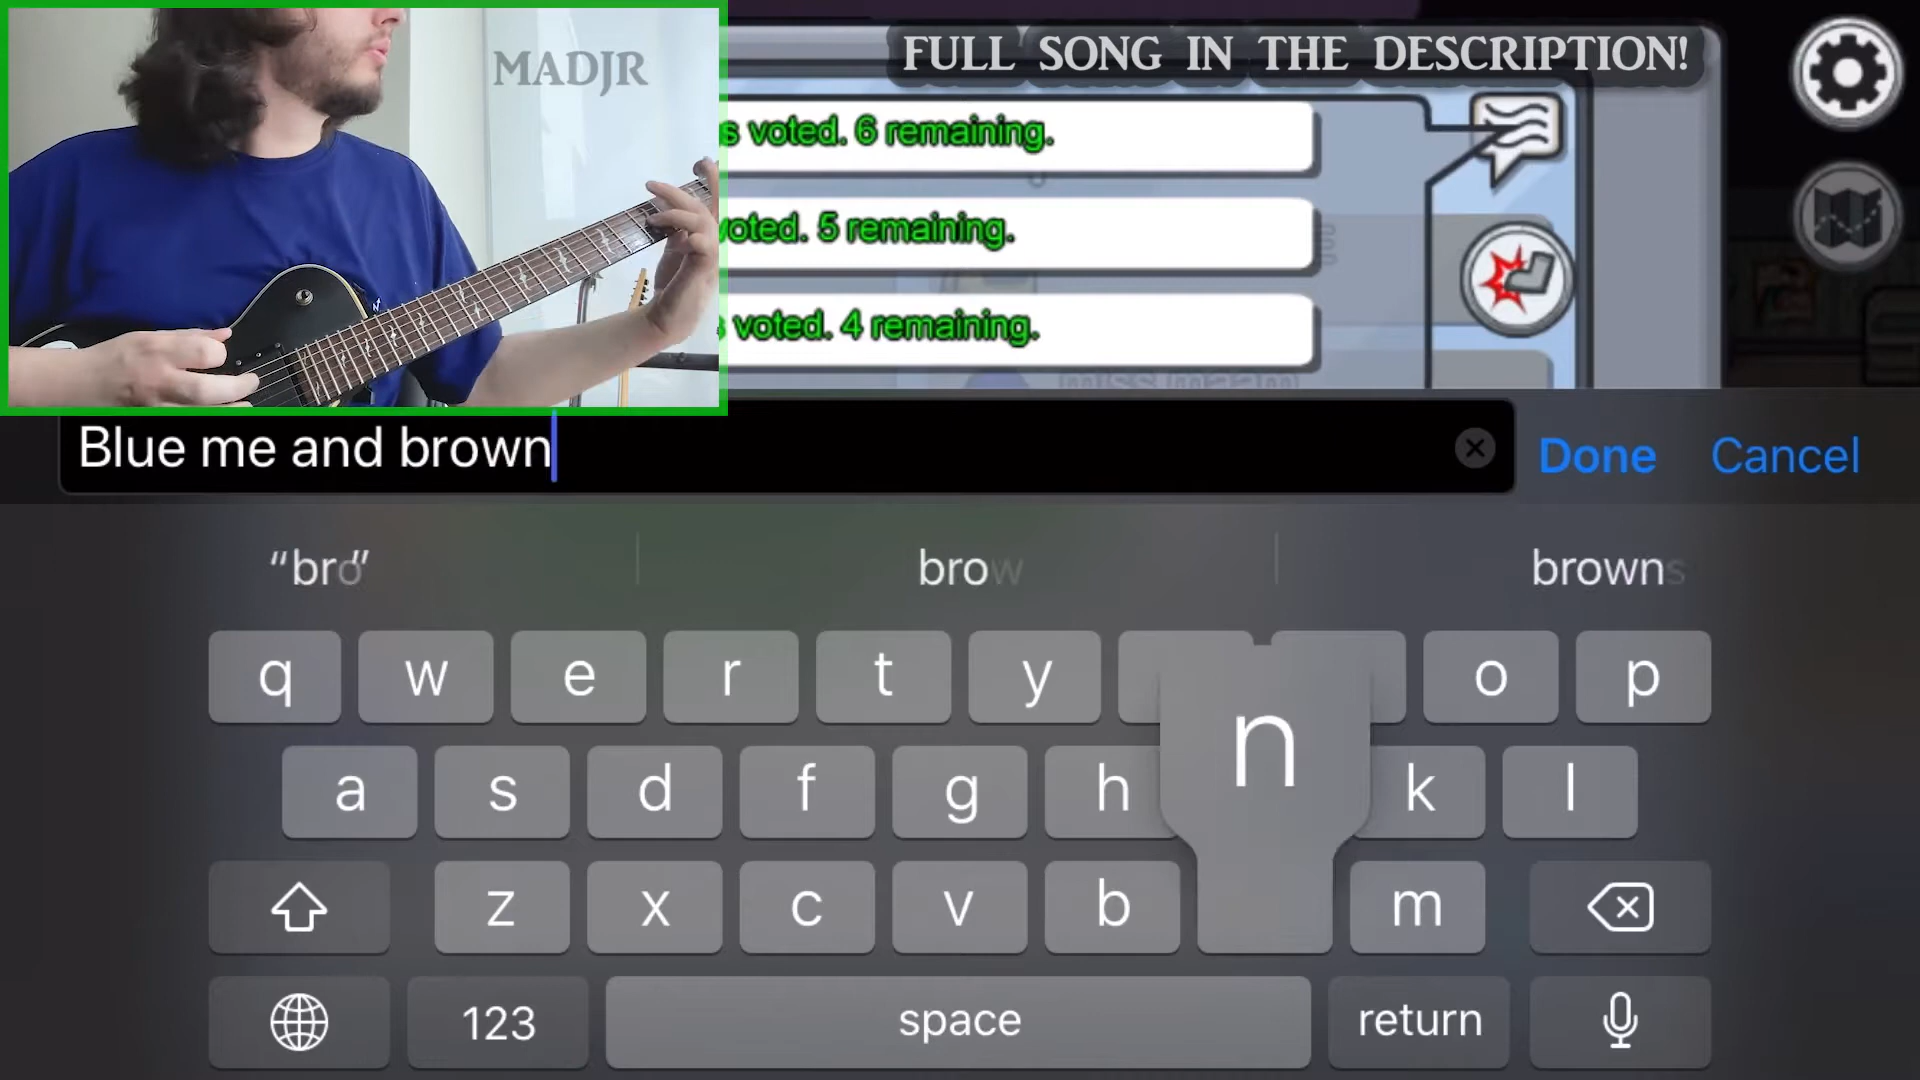 MADJR
FULL SONG IN THE DESCRIPTION!
voted. 6 remaining.
voted. 5 remaining.
voted. 4 remaining.
Blue me and brown
Done
Cancel
“bro”
brow
browns
q w e r t y o p
a s d f g h k l
n
z x c v b m
123
space
return